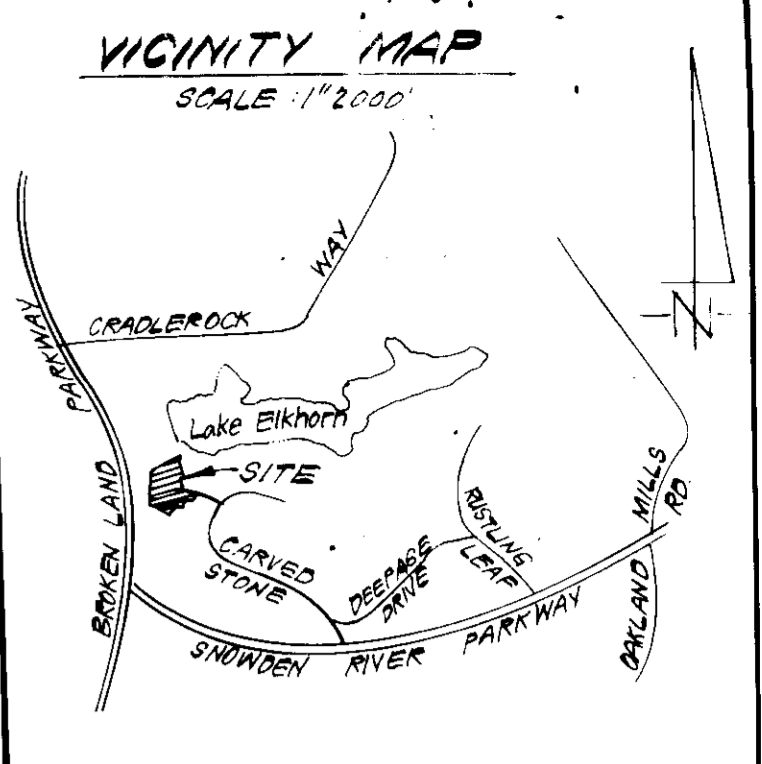 VICINITY MAP
SCALE : 1" 2000'
WAY
CRADLEROCK
PARKWAY
Lake Elkhorn
SITE
BROKEN LAND
MILLS
RD
RUSTLING
LEAF
CARVED
STONE
DEEPAGE
DRIVE
OAKLAND
SNOWDEN RIVER PARKWAY
N